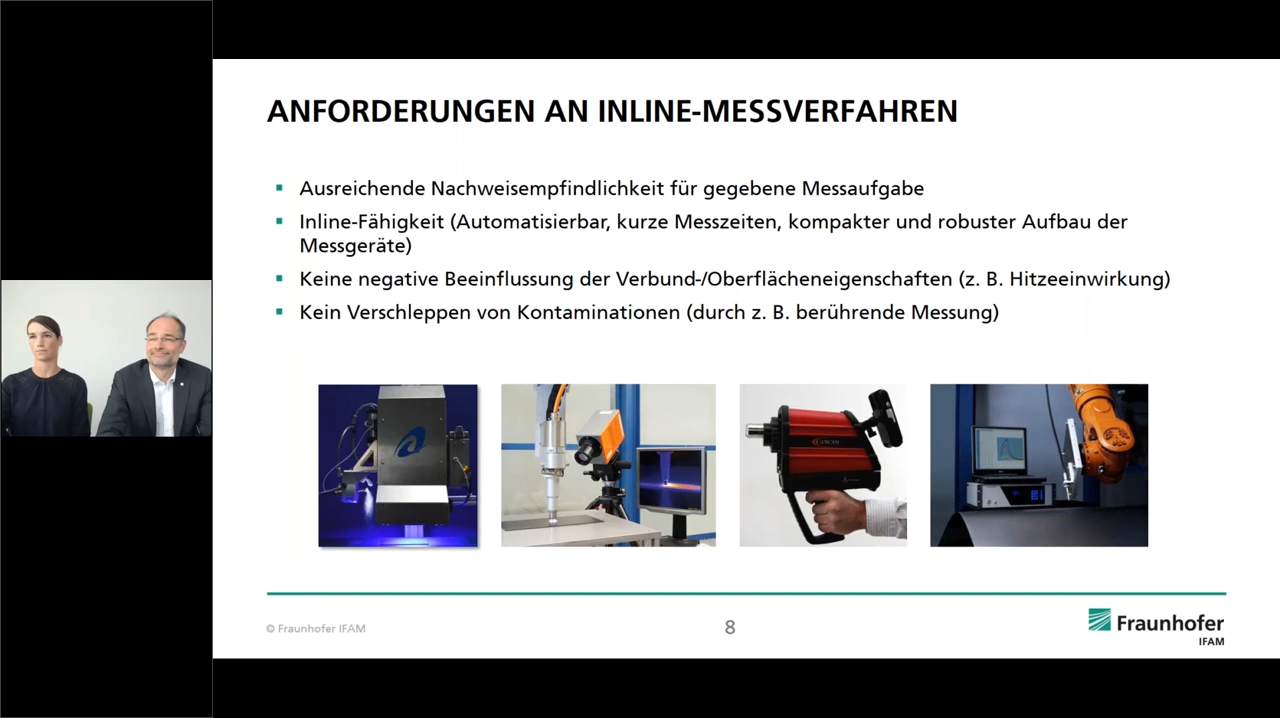 ANFORDERUNGEN AN INLINE-MESSVERFAHREN
Ausreichende Nachweisempfindlichkeit für gegebene Messaufgabe
Inline-Fähigkeit (Automatisierbar, kurze Messzeiten, kompakter und robuster Aufbau der
Messgeräte)
Keine negative Beeinflussung der Verbund-/Oberflächeneigenschaften (z. B. Hitzeeinwirkung)
Kein Verschleppen von Kontaminationen (durch z. B. berührende Messung)
© Fraunhofer IFAM
8
Fraunhofer
IFAM